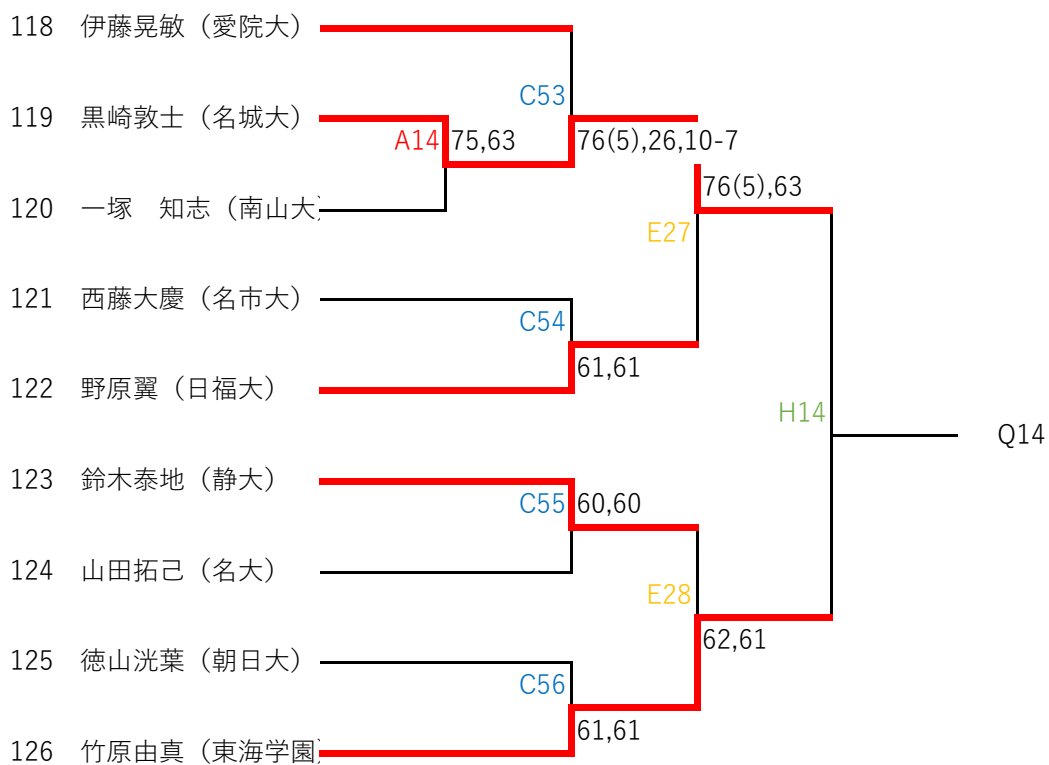 118 伊藤晃敏（愛院大）
C53
119 黒崎敦士（名城大）
A14 75,63 76(5),26,10-7
76(5),63
120 一塚　知志（南山大）
E27
121 西藤大慶（名市大）
C54
61,61
122 野原翼（日福大）
H14
Q14
123 鈴木泰地（静大）
C55 60,60
124 山田拓己（名大）
E28
62,61
125 徳山洸葉（朝日大）
C56
61,61
126 竹原由真（東海学園）